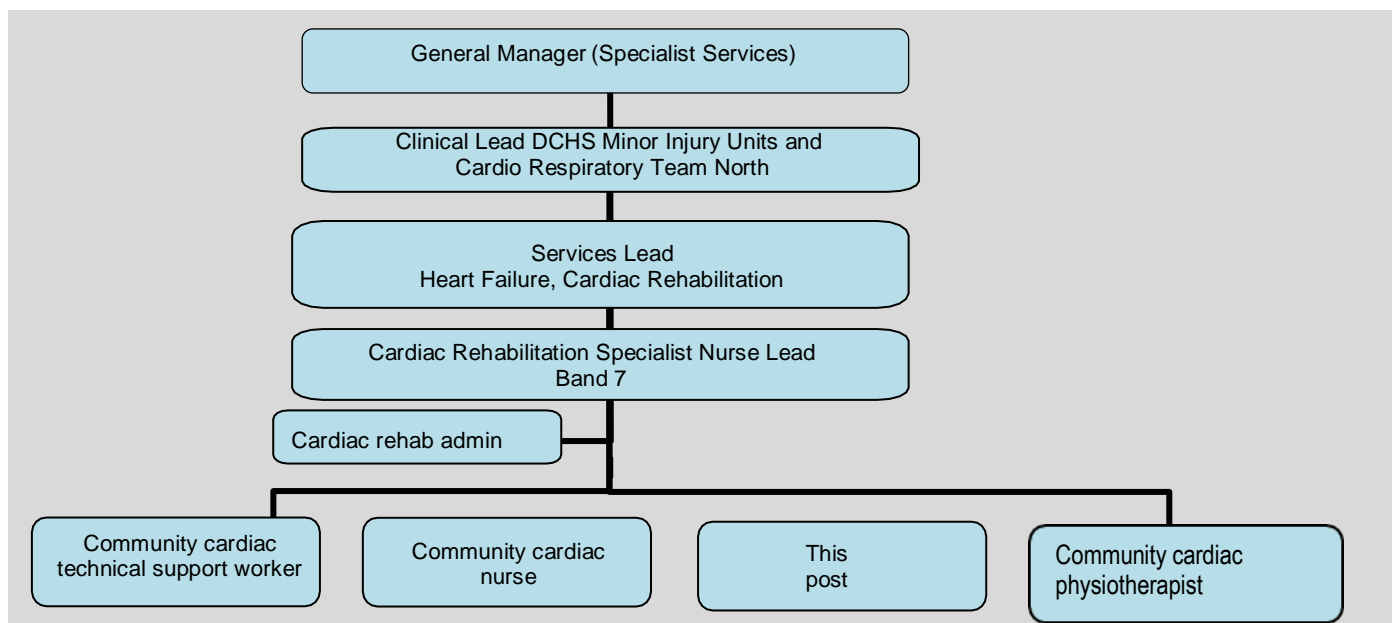 General Manager (Specialist Services)
Clinical Lead DCHS Minor Injury Units and
Cardio Respiratory Team North
Services Lead
Heart Failure, Cardiac Rehabilitation
Cardiac Rehabilitation Specialist Nurse Lead
Band 7
Cardiac rehab admin
Community cardiac
technical support worker
Community cardiac
nurse
This
post
Community cardiac
physiotherapist